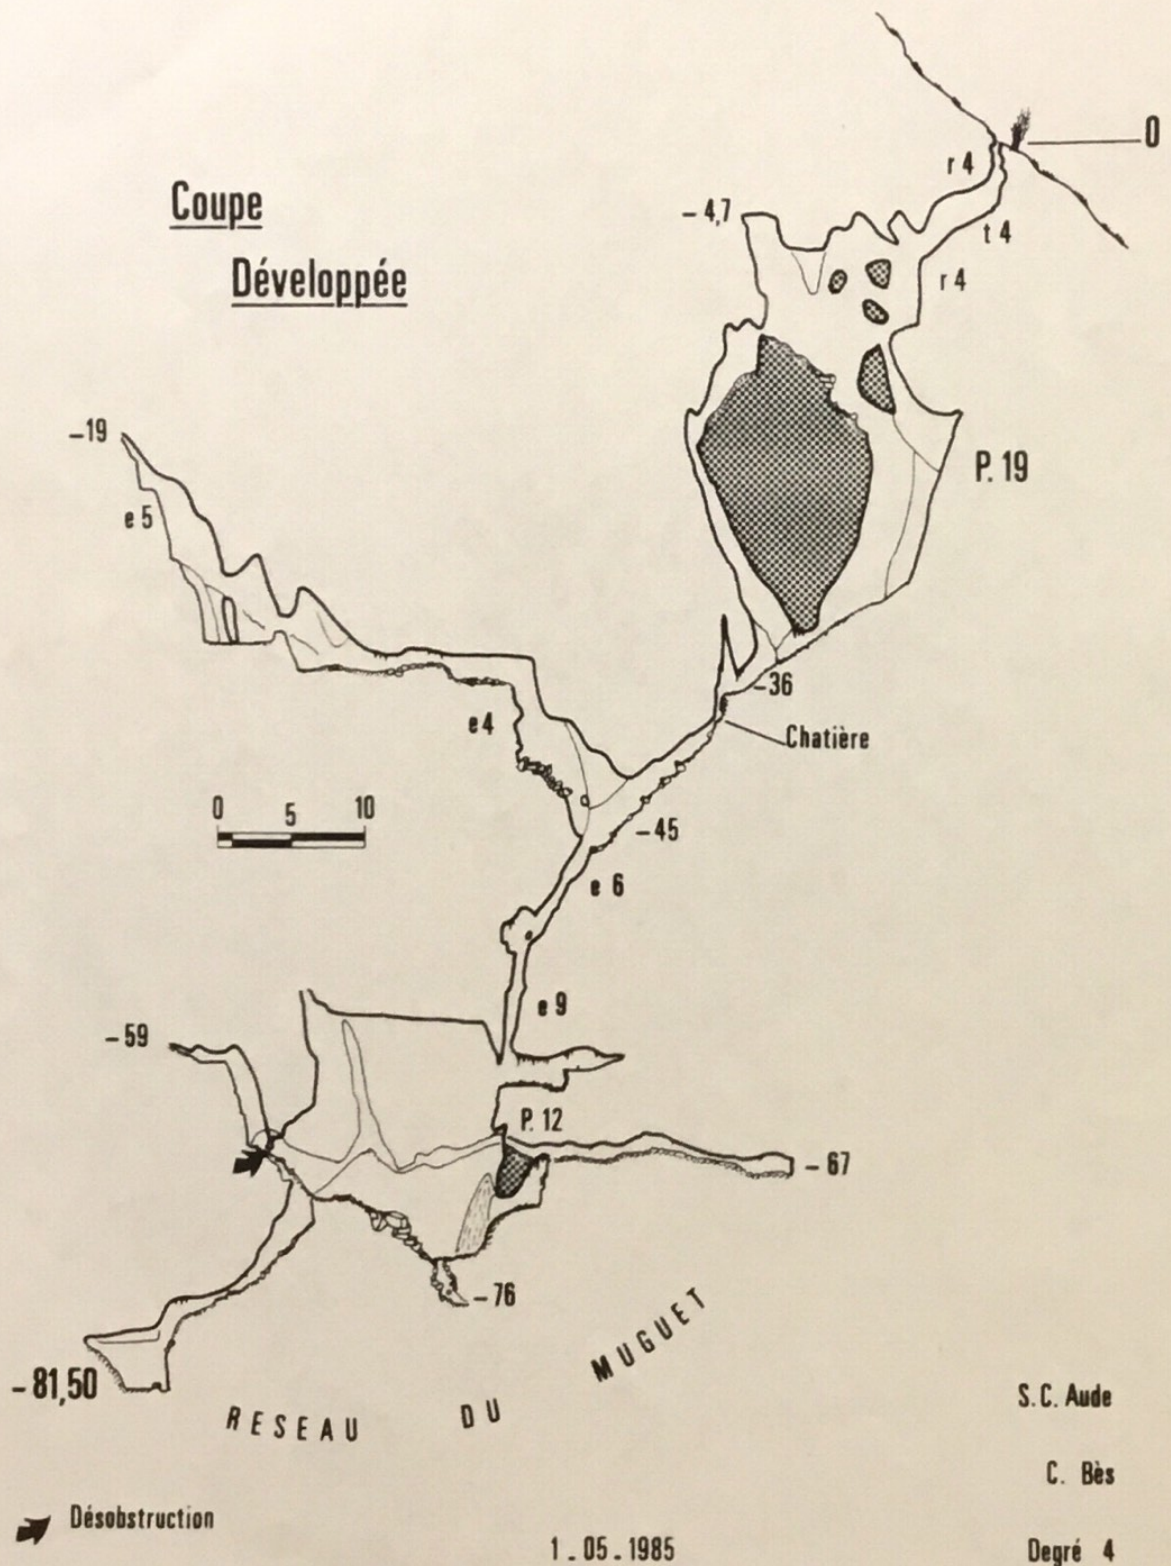 0
r 4
Coupe
- 4,7
t 4
Développée
r 4
-19
P. 19
e 5
-36
e 4
Chatière
0 5 10
-45
e 6
e 9
- 59
P. 12
- 67
- 76
- 81,50
RESEAU DU MUGUET
S.C. Aude
C. Bès
Désobstruction
1 - 05 - 1985
Degré 4